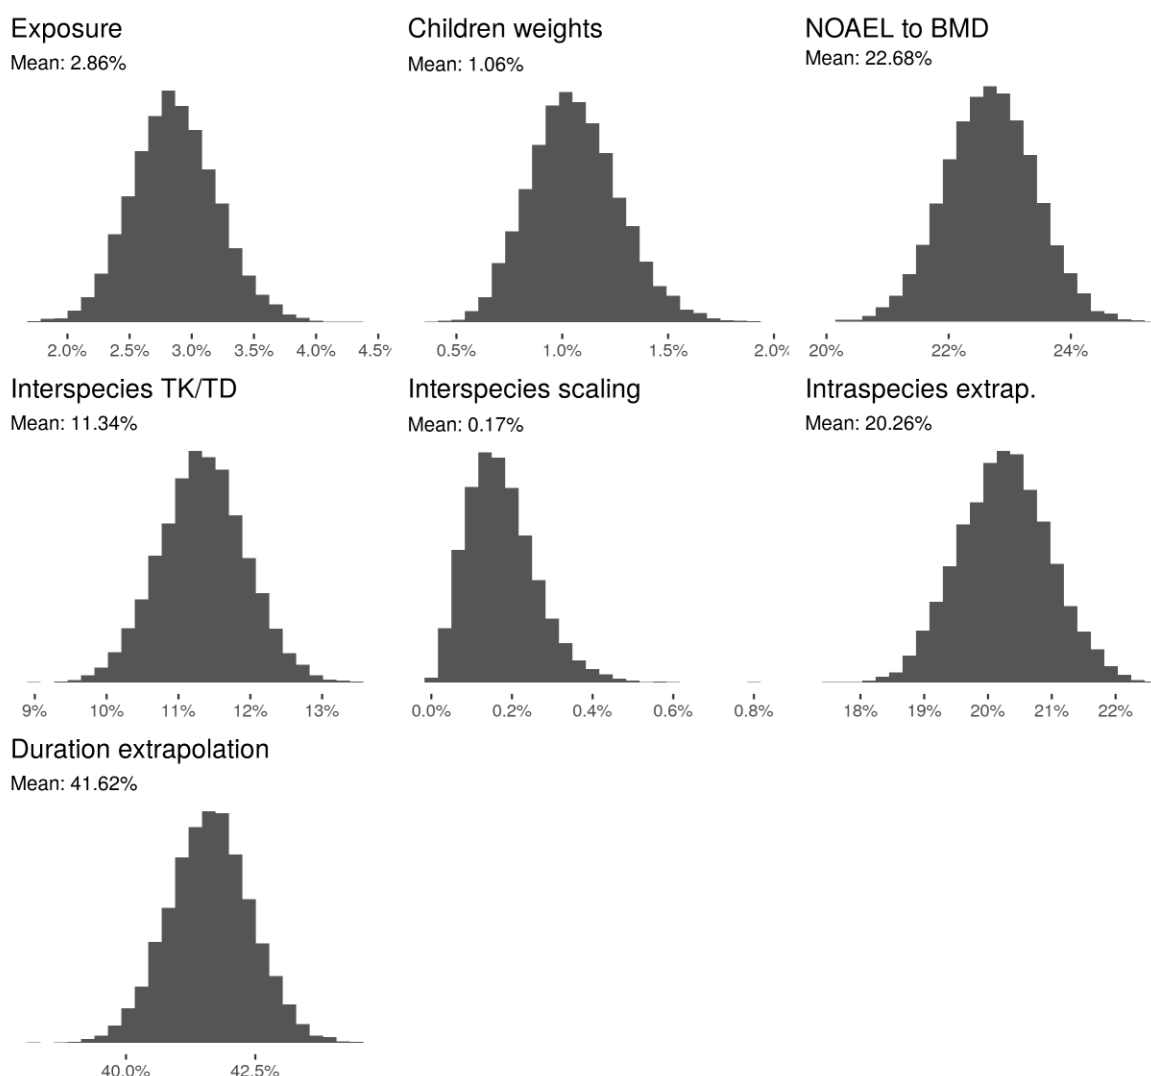 Exposure
Mean: 2.86%
2.0% 2.5% 3.0% 3.5% 4.0% 4.5%
Children weights
Mean: 1.06%
0.5% 1.0% 1.5% 2.0%
NOAEL to BMD
Mean: 22.68%
20% 22% 24%
Interspecies TK/TD
Mean: 11.34%
9% 10% 11% 12% 13%
Interspecies scaling
Mean: 0.17%
0.0% 0.2% 0.4% 0.6% 0.8%
Intraspecies extrap.
Mean: 20.26%
18% 19% 20% 21% 22%
Duration extrapolation
Mean: 41.62%
40.0% 42.5%